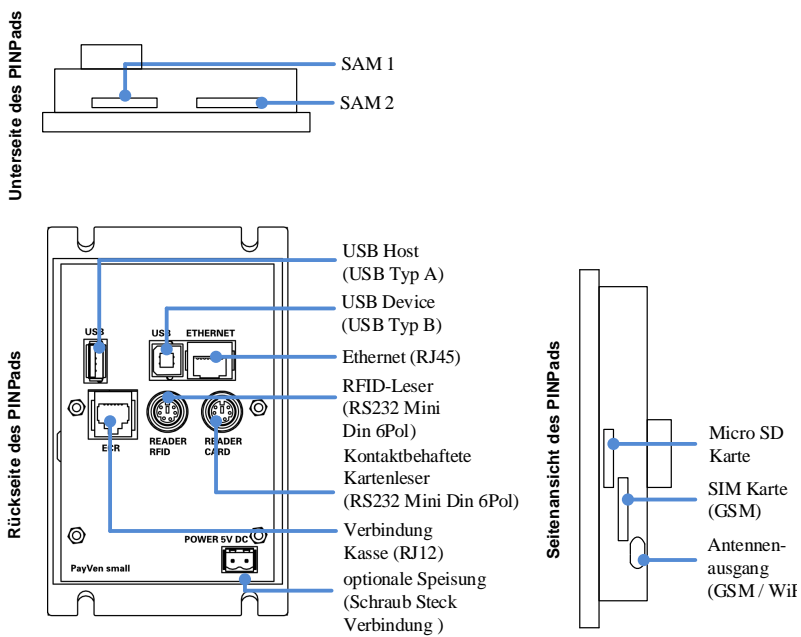 Unterseite des PINPads
SAM 1
SAM 2
Rückseite des PINPads
USB
USB
ETHERNET
ECR
READER
RFID
READER
CARD
POWER 5V DC
PayVen small
USB Host
(USB Typ A)
USB Device
(USB Typ B)
Ethernet (RJ45)
RFID-Leser
(RS232 Mini
Din 6Pol)
Kontaktbehaftete
Kartenleser
(RS232 Mini Din 6Pol)
Verbindung
Kasse (RJ12)
optionale Speisung
(Schraub Steck
Verbindung )
Seitenansicht des PINPads
Micro SD
Karte
SIM Karte
(GSM)
Antennen-
ausgang
(GSM / WiF